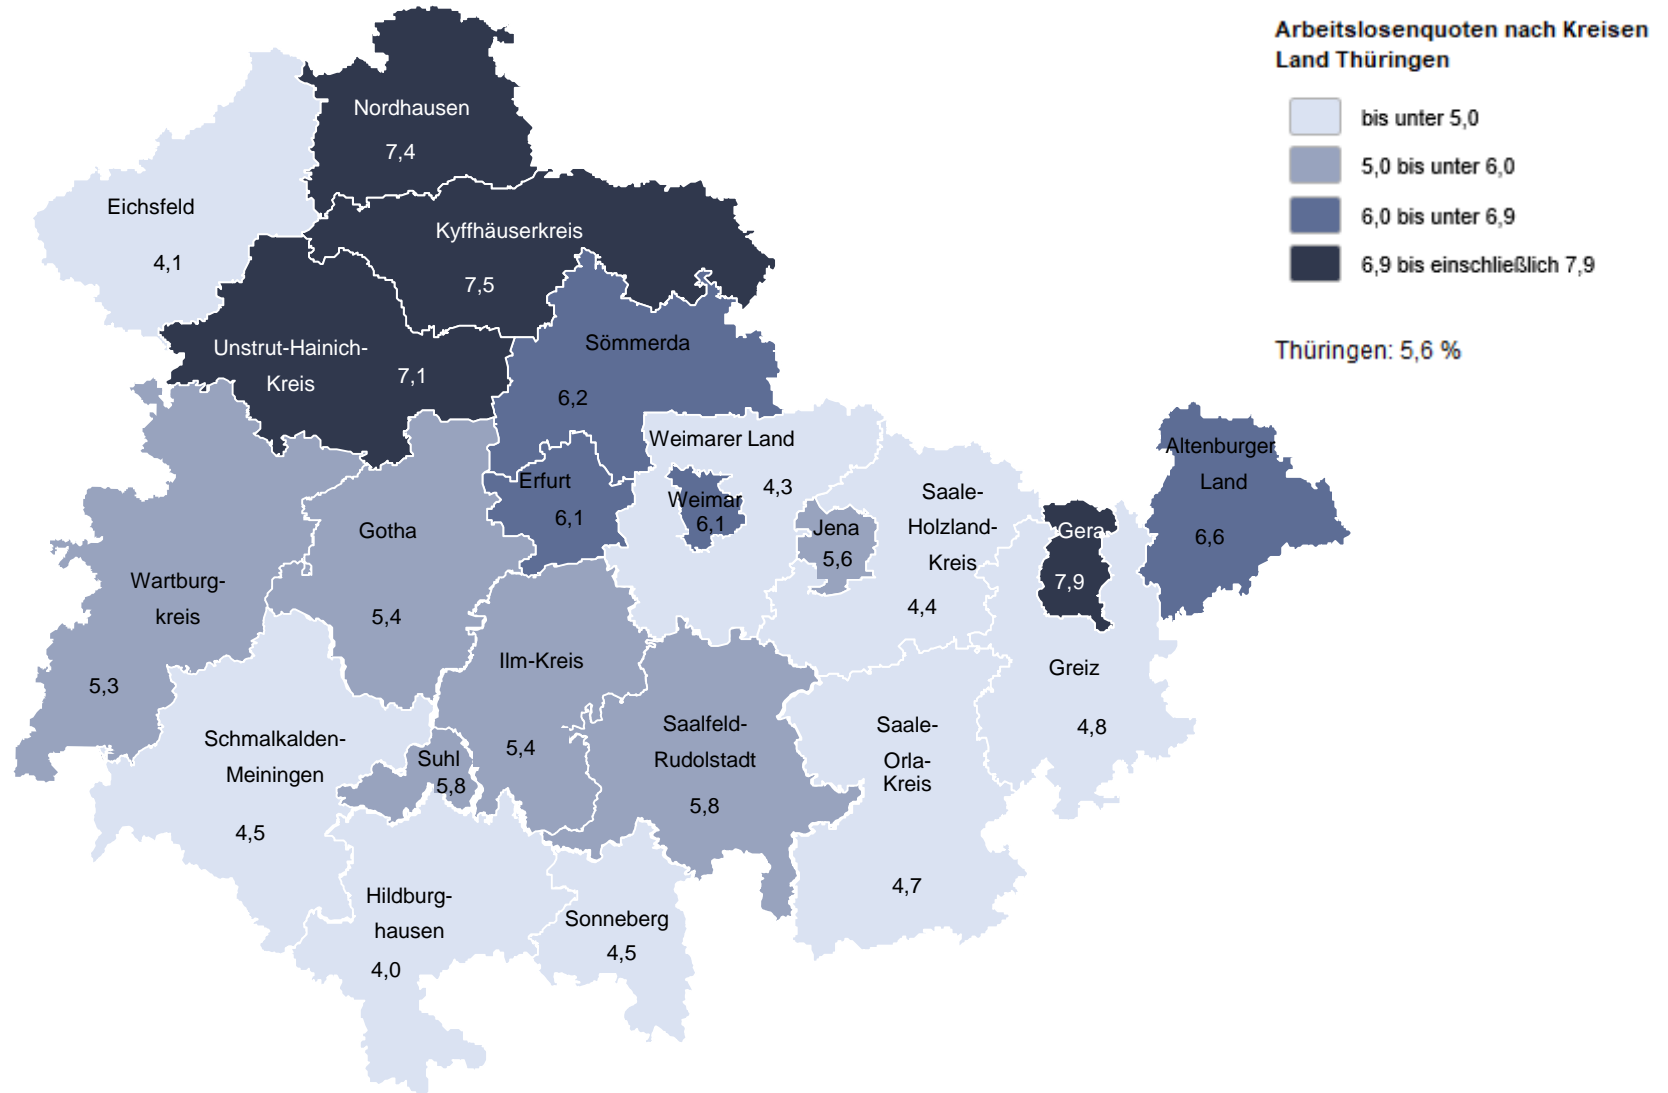 Arbeitslosenquoten nach Kreisen
Land Thüringen
bis unter 5,0
5,0 bis unter 6,0
6,0 bis unter 6,9
6,9 bis einschließlich 7,9
Thüringen: 5,6 %
Nordhausen
7,4
Eichsfeld
4,1
Kyffhäuserkreis
7,5
Unstrut-Hainich-
Kreis
7,1
Sömmerda
6,2
Weimarer Land
4,3
Erfurt
6,1
Weimar
6,1
Jena
5,6
Saale-
Holzland-
Kreis
4,4
Gera
7,9
Altenburger
Land
6,6
Gotha
5,4
Wartburg-
kreis
5,3
Ilm-Kreis
5,4
Greiz
4,8
Schmalkalden-
Meiningen
4,5
Suhl
5,8
Saalfeld-
Rudolstadt
5,8
Saale-
Orla-
Kreis
4,7
Hildburg-
hausen
4,0
Sonneberg
4,5